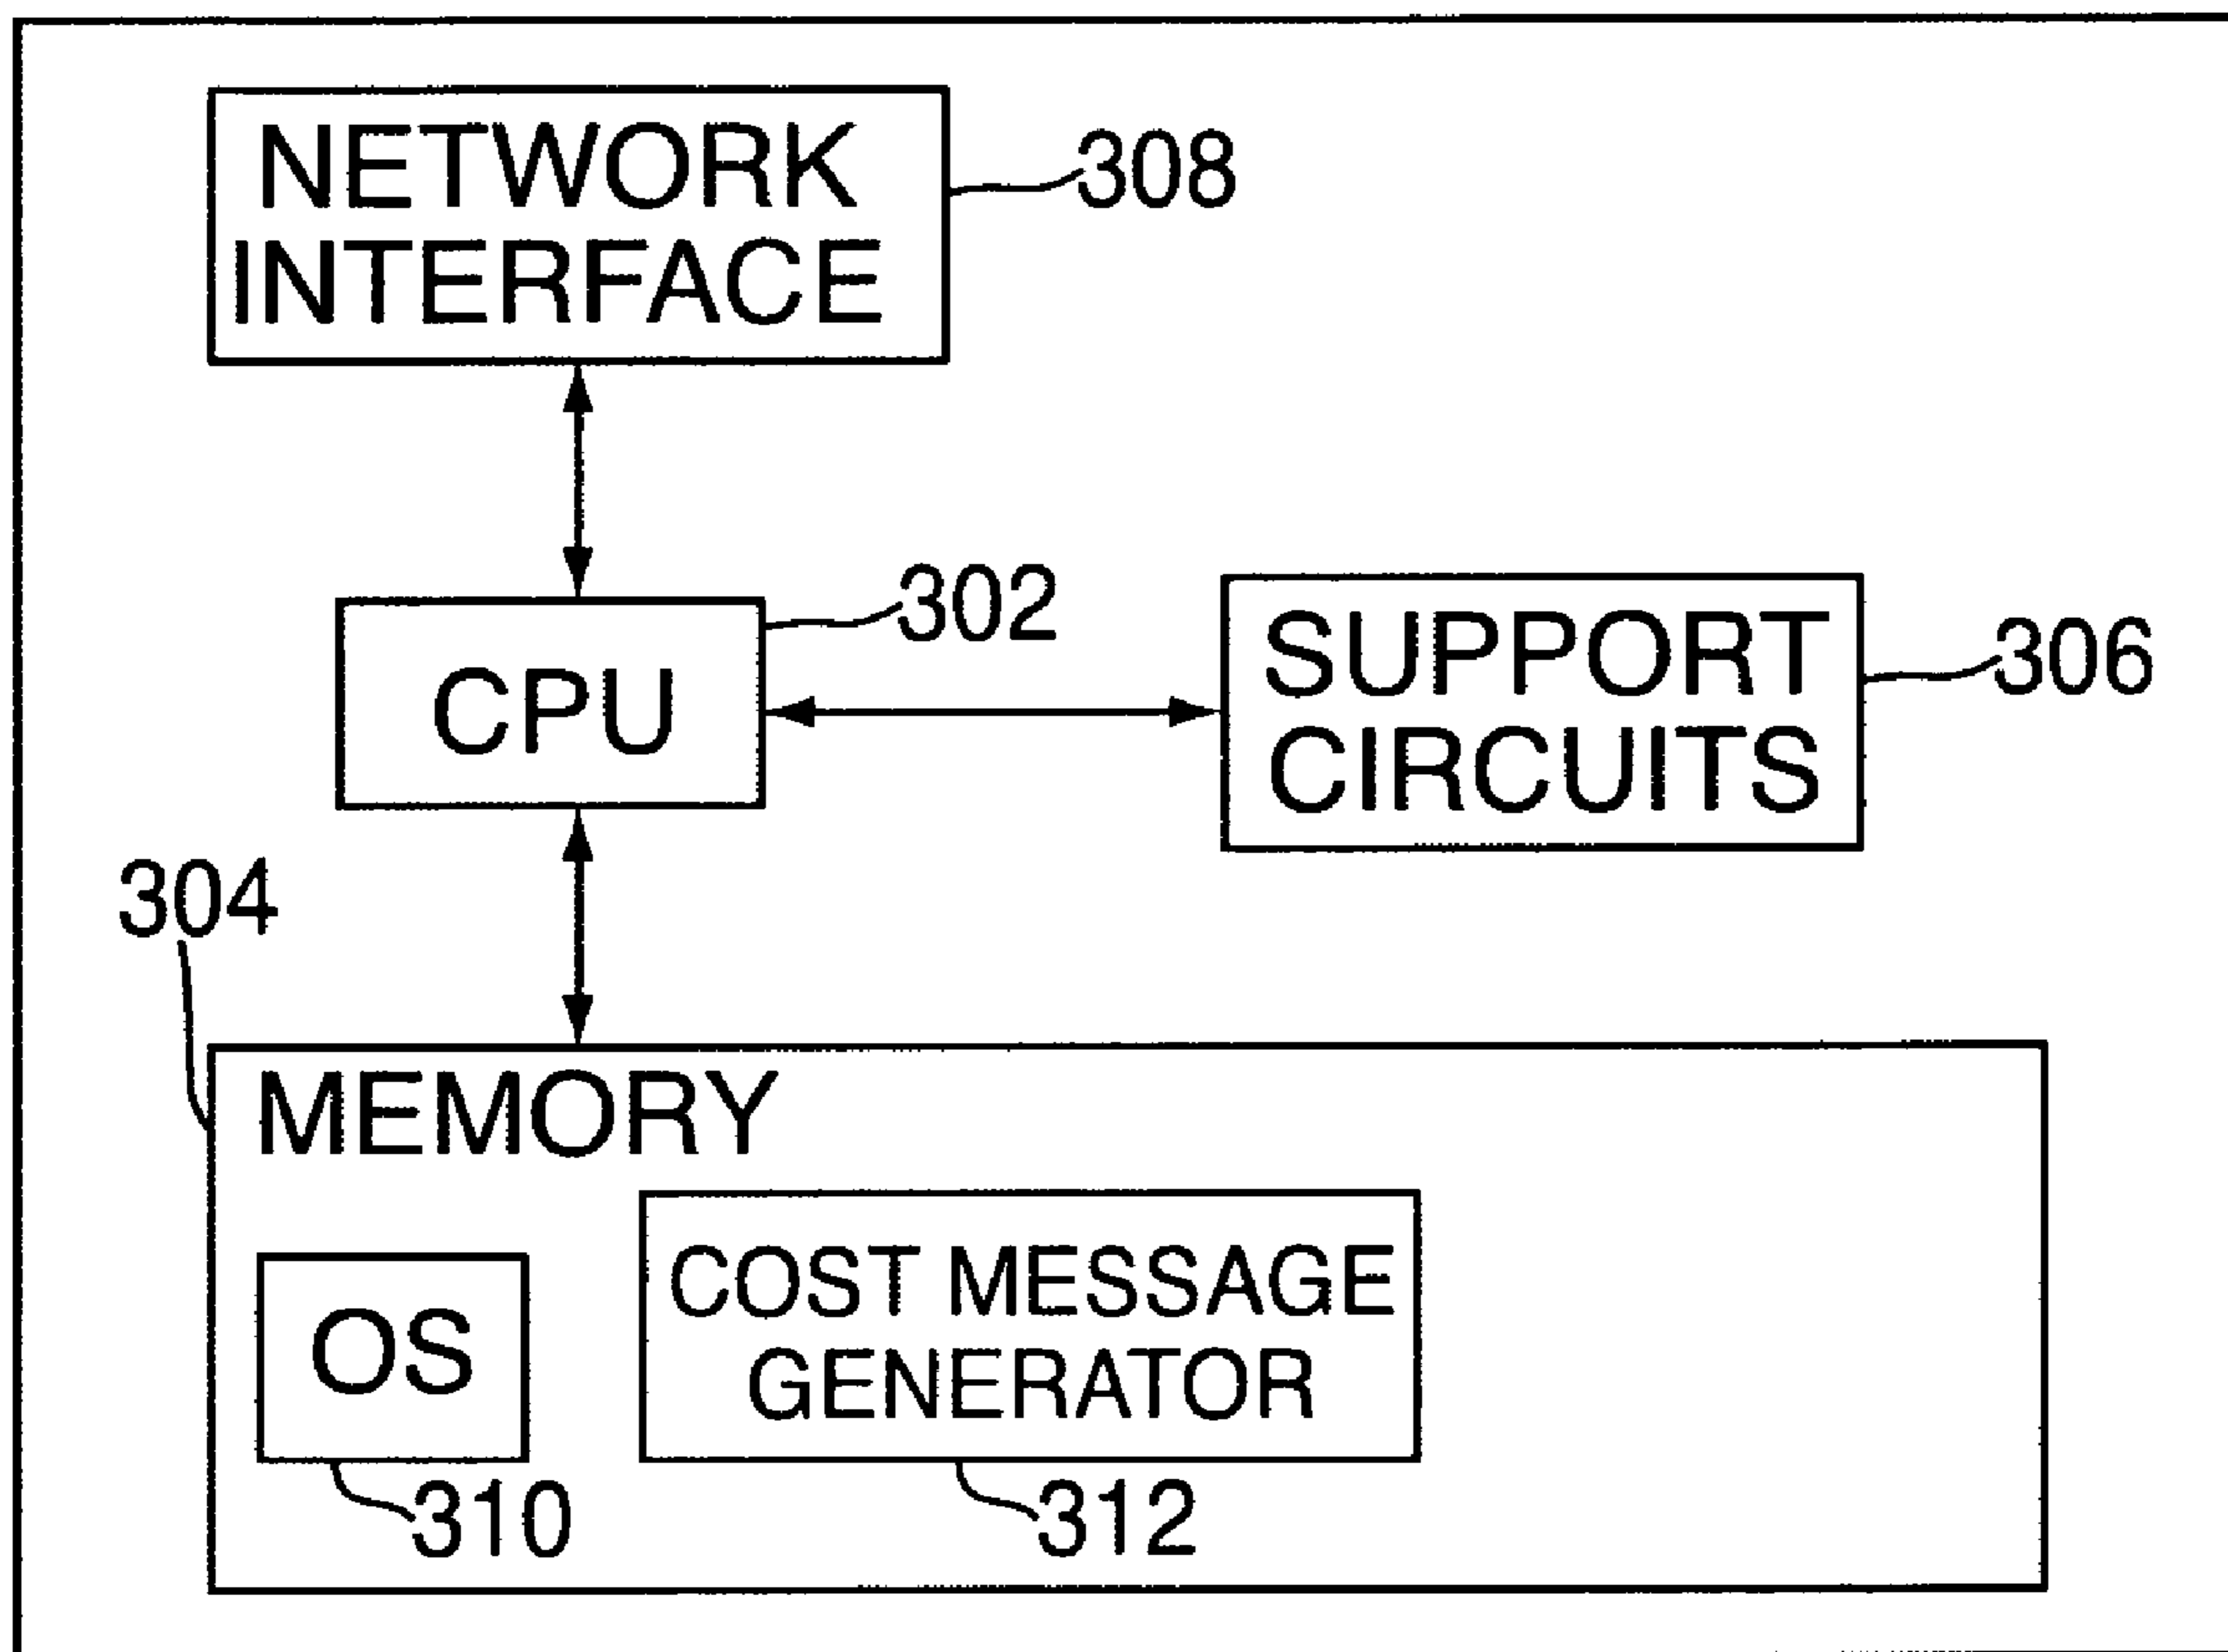 NETWORK
INTERFACE
308
302
CPU
SUPPORT
CIRCUITS
306
304
MEMORY
OS
COST MESSAGE
GENERATOR
310
312